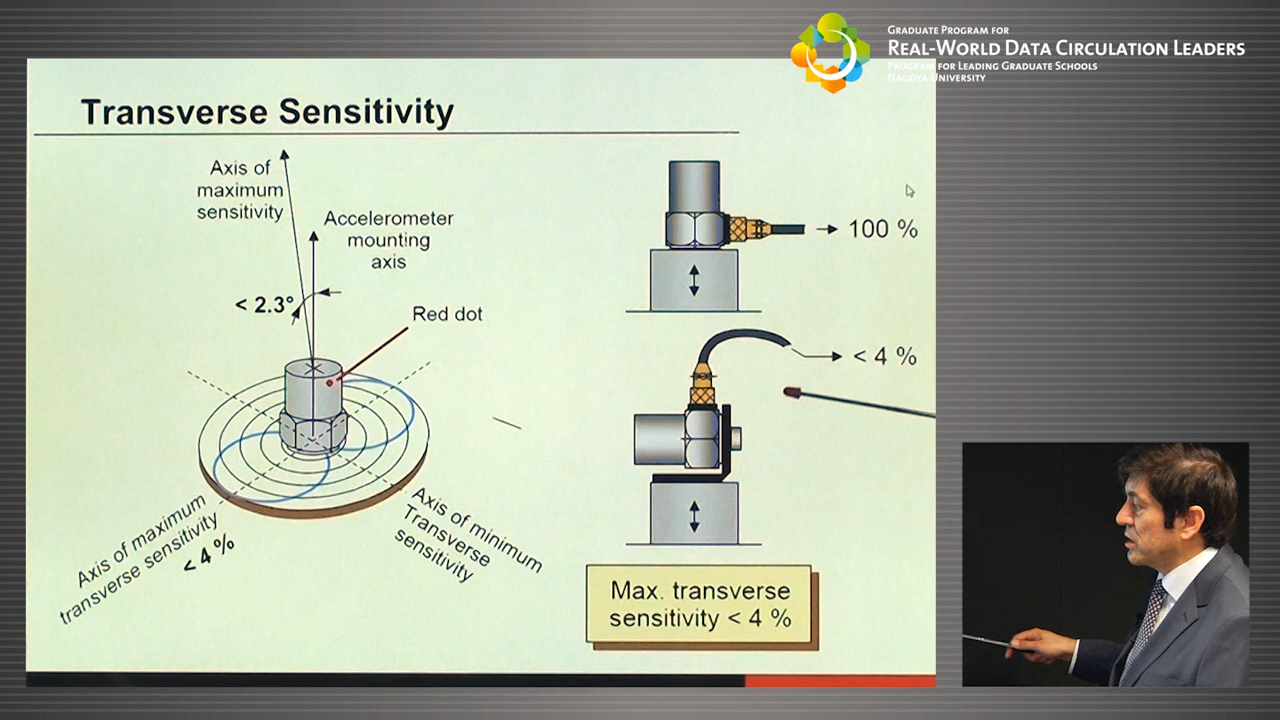 GRADUATE PROGRAM FOR
REAL-WORLD DATA CIRCULATION LEADERS
PROGRAM FOR LEADING GRADUATE SCHOOLS
NAGOYA UNIVERSITY
Transverse Sensitivity
Axis of
maximum
sensitivity
Accelerometer
mounting
axis
< 2.3°
Red dot
Axis of maximum
transverse sensitivity
< 4 %
Axis of minimum
Transverse
sensitivity
100 %
< 4 %
Max. transverse
sensitivity < 4 %